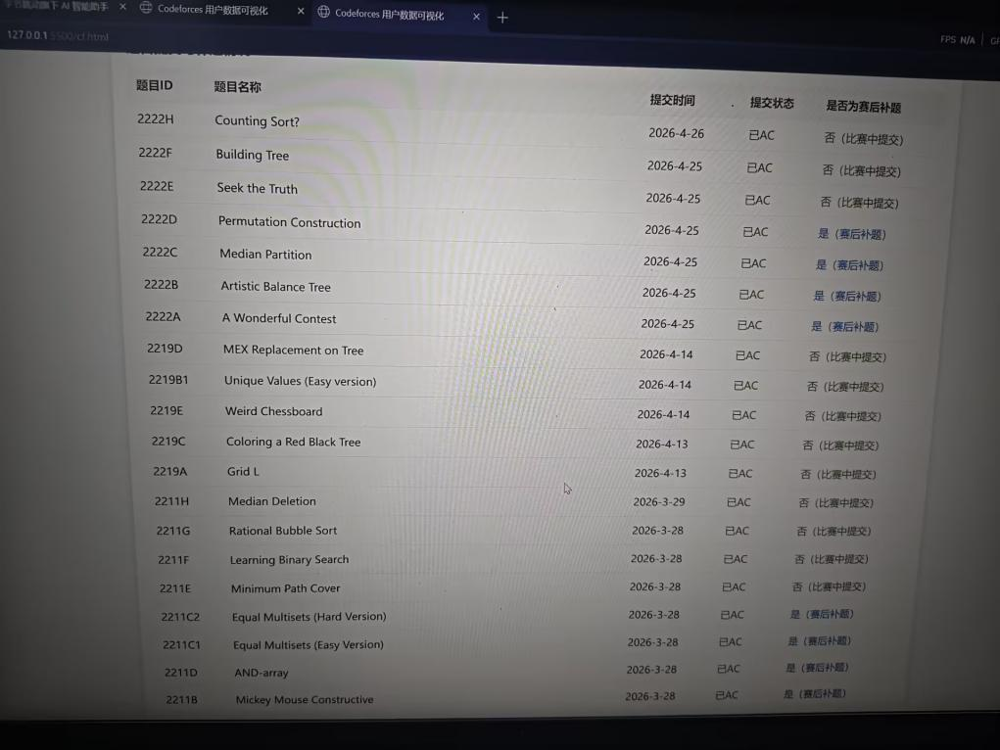 AI 智能助手 × Codeforces 用户数据可视化 × Codeforces 用户数据可视化 × +
127.0.0.1:5500/cf.html FPS N/A
题目ID 题目名称 提交时间 提交状态 是否为赛后补题
2222H Counting Sort? 2026-4-26 已AC 否（比赛中提交）
2222F Building Tree 2026-4-25 已AC 否（比赛中提交）
2222E Seek the Truth 2026-4-25 已AC 否（比赛中提交）
2222D Permutation Construction 2026-4-25 已AC 是（赛后补题）
2222C Median Partition 2026-4-25 已AC 是（赛后补题）
2222B Artistic Balance Tree 2026-4-25 已AC 是（赛后补题）
2222A A Wonderful Contest 2026-4-25 已AC 是（赛后补题）
2219D MEX Replacement on Tree 2026-4-14 已AC 否（比赛中提交）
2219B1 Unique Values (Easy version) 2026-4-14 已AC 否（比赛中提交）
2219E Weird Chessboard 2026-4-14 已AC 否（比赛中提交）
2219C Coloring a Red Black Tree 2026-4-13 已AC 否（比赛中提交）
2219A Grid L 2026-4-13 已AC 否（比赛中提交）
2211H Median Deletion 2026-3-29 已AC 否（比赛中提交）
2211G Rational Bubble Sort 2026-3-28 已AC 否（比赛中提交）
2211F Learning Binary Search 2026-3-28 已AC 否（比赛中提交）
2211E Minimum Path Cover 2026-3-28 已AC 否（比赛中提交）
2211C2 Equal Multisets (Hard Version) 2026-3-28 已AC 是（赛后补题）
2211C1 Equal Multisets (Easy Version) 2026-3-28 已AC 是（赛后补题）
2211D AND-array 2026-3-28 已AC 是（赛后补题）
2211B Mickey Mouse Constructive 2026-3-28 已AC 是（赛后补题）